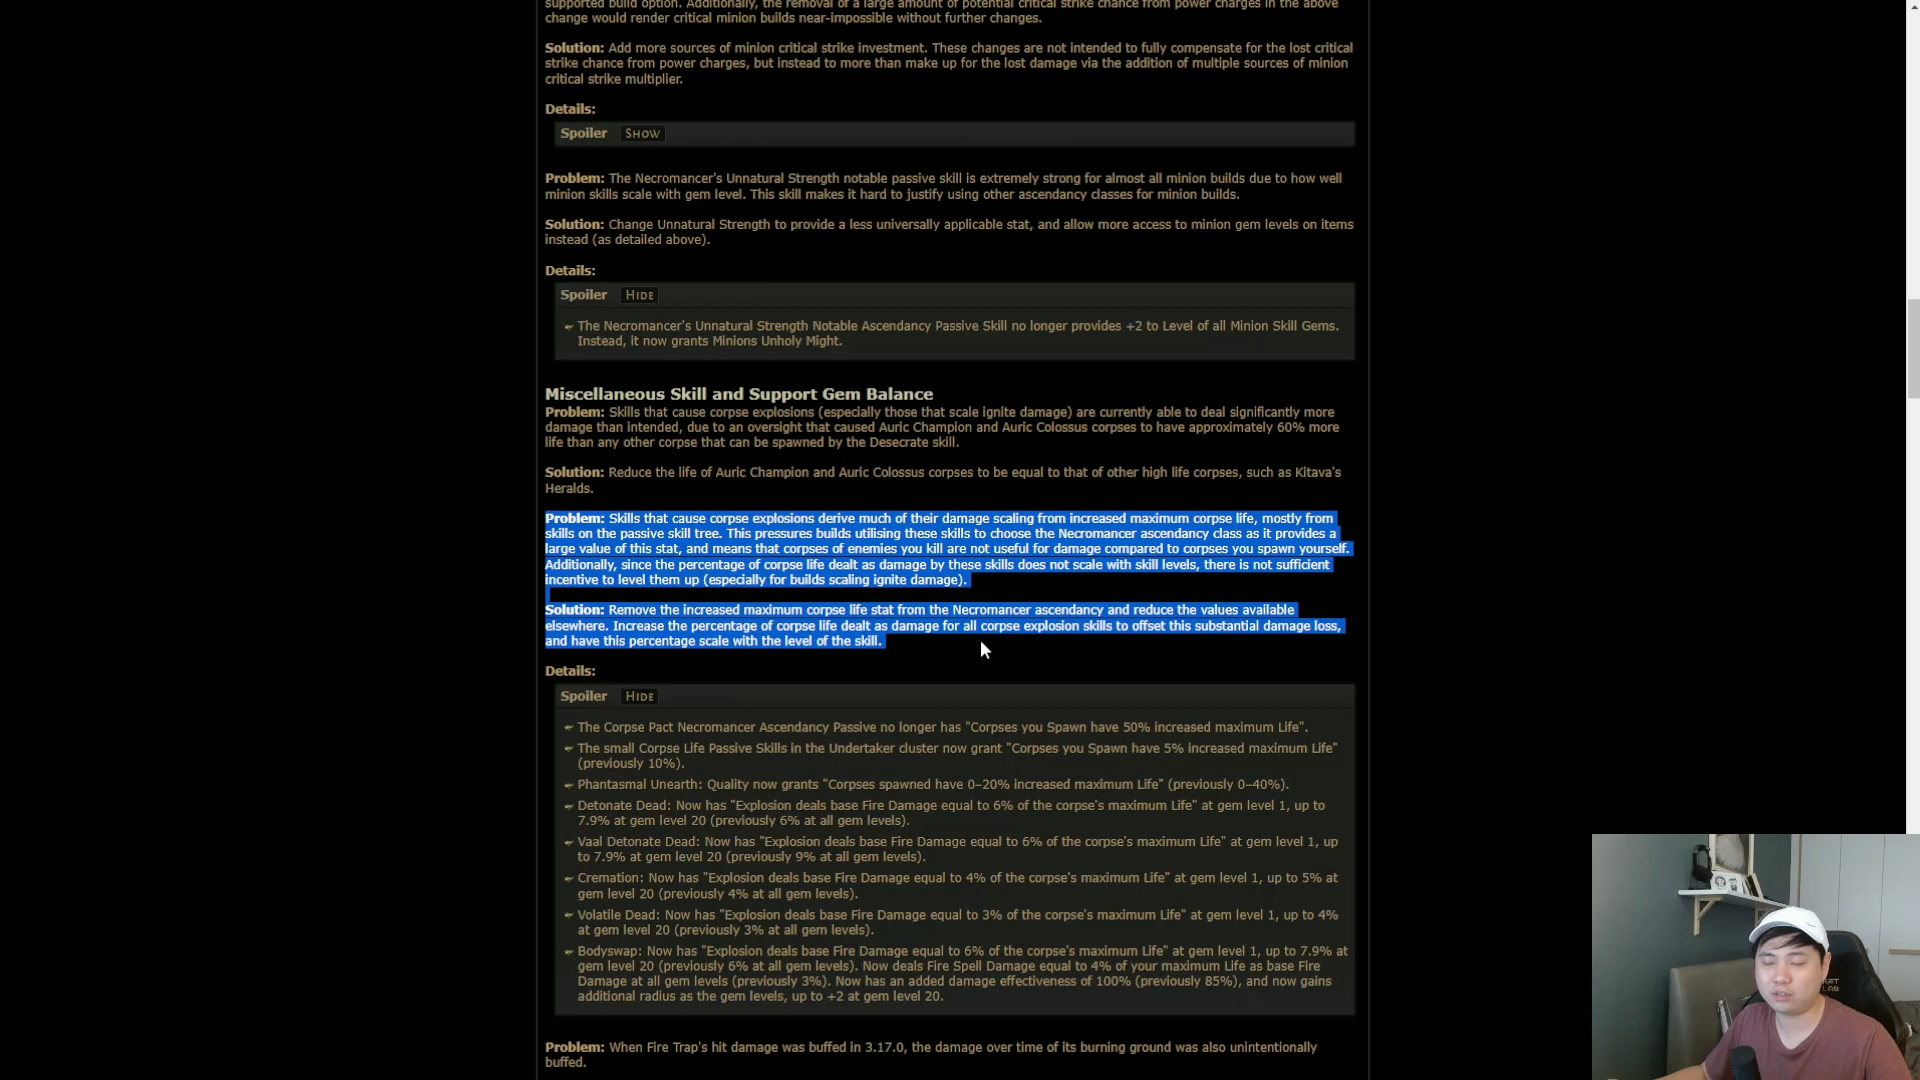 supported build option. Additionally, the removal of a large amount of potential critical strike chance from power charges in the above
change would render critical minion builds near-impossible without further changes.
Solution: Add more sources of minion critical strike investment. These changes are not intended to fully compensate for the lost critical
strike chance from power charges, but instead to more than make up for the lost damage via the addition of multiple sources of minion
critical strike multiplier.
Details:
Spoiler SHOW
Problem: The Necromancer's Unnatural Strength notable passive skill is extremely strong for almost all minion builds due to how well
minion skills scale with gem level. This skill makes it hard to justify using other ascendancy classes for minion builds.
Solution: Change Unnatural Strength to provide a less universally applicable stat, and allow more access to minion gem levels on items
instead (as detailed above).
Details:
Spoiler HIDE
The Necromancer's Unnatural Strength Notable Ascendancy Passive Skill no longer provides +2 to Level of all Minion Skill Gems.
Instead, it now grants Minions Unholy Might.
Miscellaneous Skill and Support Gem Balance
Problem: Skills that cause corpse explosions (especially those that scale ignite damage) are currently able to deal significantly more
damage than intended, due to an oversight that caused Auric Champion and Auric Colossus corpses to have approximately 60% more
life than any other corpse that can be spawned by the Desecrate skill.
Solution: Reduce the life of Auric Champion and Auric Colossus corpses to be equal to that of other high life corpses, such as Kitava's
Heralds.
Problem: Skills that cause corpse explosions derive much of their damage scaling from increased maximum corpse life, mostly from
skills on the passive skill tree. This pressures builds utilising these skills to choose the Necromancer ascendancy class as it provides a
large value of this stat, and means that corpses of enemies you kill are not useful for damage compared to corpses you spawn yourself.
Additionally, since the percentage of corpse life dealt as damage by these skills does not scale with skill levels, there is not sufficient
incentive to level them up (especially for builds scaling ignite damage).
Solution: Remove the increased maximum corpse life stat from the Necromancer ascendancy and reduce the values available
elsewhere. Increase the percentage of corpse life dealt as damage for all corpse explosion skills to offset this substantial damage loss,
and have this percentage scale with the level of the skill.
Details:
Spoiler HIDE
The Corpse Pact Necromancer Ascendancy Passive no longer has "Corpses you Spawn have 50% increased maximum Life".
The small Corpse Life Passive Skills in the Undertaker cluster now grant "Corpses you Spawn have 5% increased maximum Life"
(previously 10%).
Phantasmal Unearth: Quality now grants "Corpses spawned have 0–20% increased maximum Life" (previously 0–40%).
Detonate Dead: Now has "Explosion deals base Fire Damage equal to 6% of the corpse's maximum Life" at gem level 1, up to
7.9% at gem level 20 (previously 6% at all gem levels).
Vaal Detonate Dead: Now has "Explosion deals base Fire Damage equal to 6% of the corpse's maximum Life" at gem level 1, up
to 7.9% at gem level 20 (previously 9% at all gem levels).
Cremation: Now has "Explosion deals base Fire Damage equal to 4% of the corpse's maximum Life" at gem level 1, up to 5% at
gem level 20 (previously 4% at all gem levels).
Volatile Dead: Now has "Explosion deals base Fire Damage equal to 3% of the corpse's maximum Life" at gem level 1, up to 4%
at gem level 20 (previously 3% at all gem levels).
Bodyswap: Now has "Explosion deals base Fire Damage equal to 6% of the corpse's maximum Life" at gem level 1, up to 7.9% at
gem level 20 (previously 6% at all gem levels). Now deals Fire Spell Damage equal to 4% of your maximum Life as base Fire
Damage at all gem levels (previously 3%). Now has an added damage effectiveness of 100% (previously 85%), and now gains
additional radius as the gem levels, up to +2 at gem level 20.
Problem: When Fire Trap's hit damage was buffed in 3.17.0, the damage over time of its burning ground was also unintentionally
buffed.